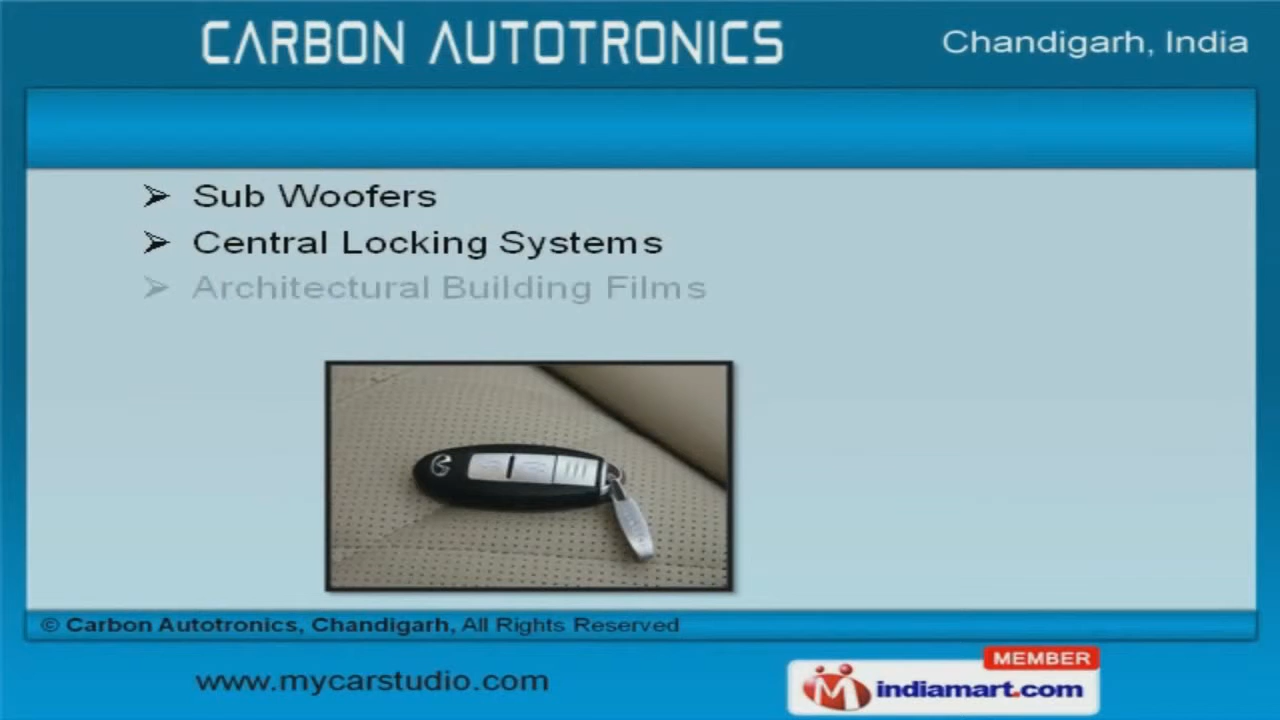 CARBON AUTOTRONICS
Chandigarh, India
➢ Sub Woofers
➢ Central Locking Systems
➢ Architectural Building Films
© Carbon Autotronics, Chandigarh, All Rights Reserved
www.mycarstudio.com
MEMBER
indiamart.com